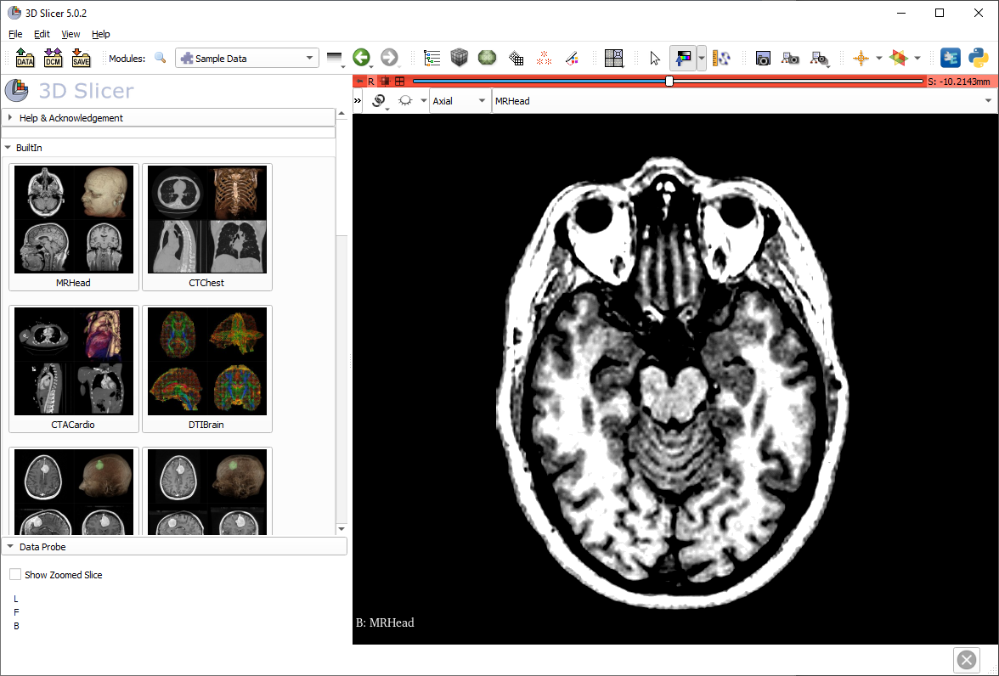 3D Slicer 5.0.2
File Edit View Help
DATA DCM SAVE Modules: Sample Data
3D Slicer
R S: -10.2143mm
» Axial MRHead
Help & Acknowledgement
BuiltIn
MRHead CTChest
CTACardio DTIBrain
Data Probe
Show Zoomed Slice
L
F
B
B: MRHead